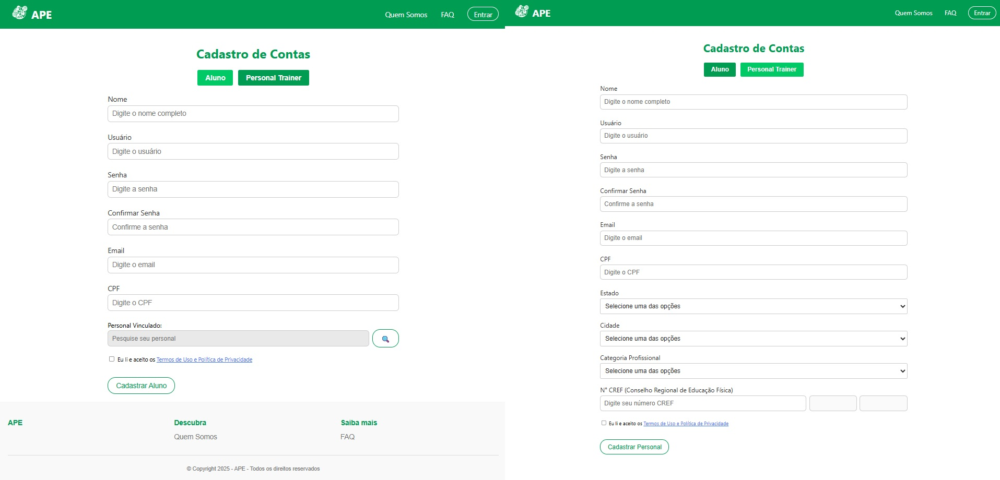 APE
Quem Somos FAQ Entrar
Cadastro de Contas
Aluno Personal Trainer
Nome
Digite o nome completo
Usuário
Digite o usuário
Senha
Digite a senha
Confirmar Senha
Confirme a senha
Email
Digite o email
CPF
Digite o CPF
Personal Vinculado:
Pesquise seu personal
Eu li e aceito os Termos de Uso e Política de Privacidade
Cadastrar Aluno
APE
Descubra
Quem Somos
Saiba mais
FAQ
© Copyright 2025 - APE - Todos os direitos reservados
APE
Quem Somos FAQ Entrar
Cadastro de Contas
Aluno Personal Trainer
Nome
Digite o nome completo
Usuário
Digite o usuário
Senha
Digite a senha
Confirmar Senha
Confirme a senha
Email
Digite o email
CPF
Digite o CPF
Estado
Selecione uma das opções
Cidade
Selecione uma das opções
Categoria Profissional
Selecione uma das opções
N° CREF (Conselho Regional de Educação Física)
Digite seu número CREF
Eu li e aceito os Termos de Uso e Política de Privacidade
Cadastrar Personal